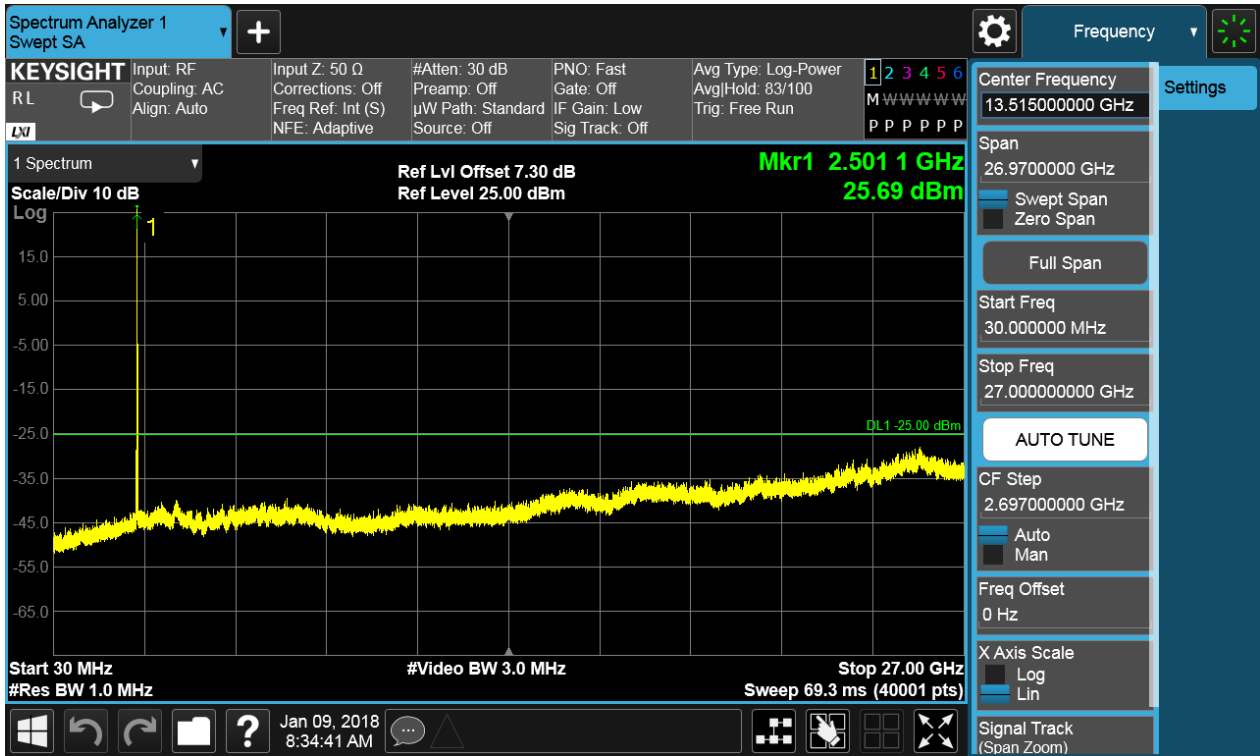 Spectrum Analyzer 1
Swept SA
+
Frequency
KEYSIGHT
R L
LXI
Input: RF
Coupling: AC
Align: Auto
Input Z: 50 Ω
Corrections: Off
Freq Ref: Int (S)
NFE: Adaptive
#Atten: 30 dB
Preamp: Off
µW Path: Standard
Source: Off
PNO: Fast
Gate: Off
IF Gain: Low
Sig Track: Off
Avg Type: Log-Power
Avg|Hold: 83/100
Trig: Free Run
1 2 3 4 5 6
M W W W W W
P P P P P P
1 Spectrum
Scale/Div 10 dB
Log
Ref Lvl Offset 7.30 dB
Ref Level 25.00 dBm
Mkr1 2.501 1 GHz
25.69 dBm
1
15.0
5.00
-5.00
-15.0
-25.0
-35.0
-45.0
-55.0
-65.0
DL1 -25.00 dBm
Start 30 MHz
#Res BW 1.0 MHz
#Video BW 3.0 MHz
Stop 27.00 GHz
Sweep 69.3 ms (40001 pts)
Center Frequency
13.515000000 GHz
Span
26.9700000 GHz
Swept Span
Zero Span
Full Span
Start Freq
30.000000 MHz
Stop Freq
27.000000000 GHz
AUTO TUNE
CF Step
2.697000000 GHz
Auto
Man
Freq Offset
0 Hz
X Axis Scale
Log
Lin
Signal Track
(Span Zoom)
Settings
?
Jan 09, 2018
8:34:41 AM